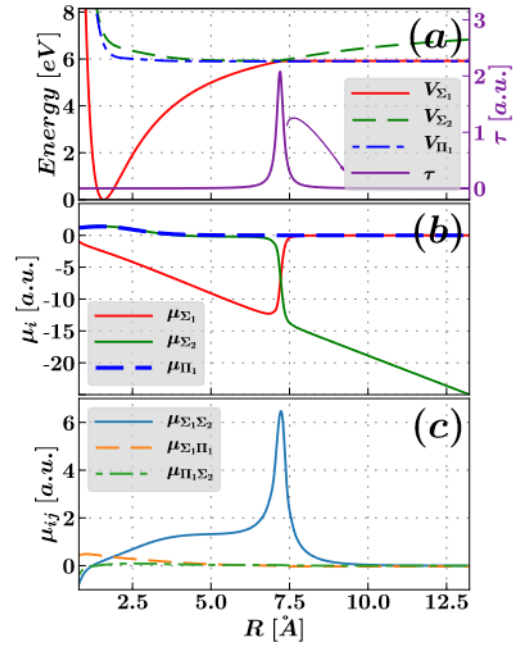 8
6
4
2
0
Energy [eV]
(a)
3
2
1
0
τ [a.u.]
V_Σ₁
V_Σ₂
V_Π₁
τ
0
-5
-10
-15
-20
μ_i [a.u.]
(b)
μ_Σ₁
μ_Σ₂
μ_Π₁
6
4
2
0
μ_ij [a.u.]
(c)
μ_Σ₁Σ₂
μ_Σ₁Π₁
μ_Π₁Σ₂
2.5 5.0 7.5 10.0 12.5
R [Å]